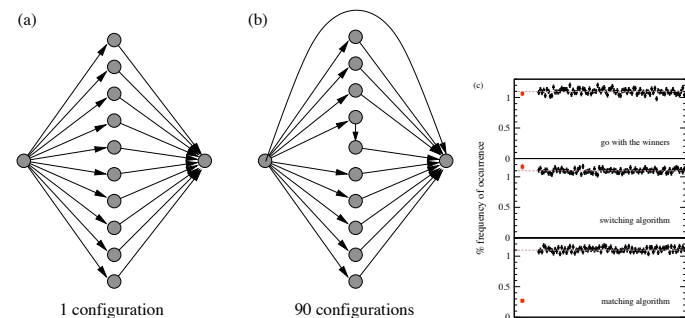 (a)
(b)
(c)
1 configuration
90 configurations
% frequency of occurrence
1
0.5
0
go with the winners
1
0.5
0
switching algorithm
1
0.5
0
matching algorithm